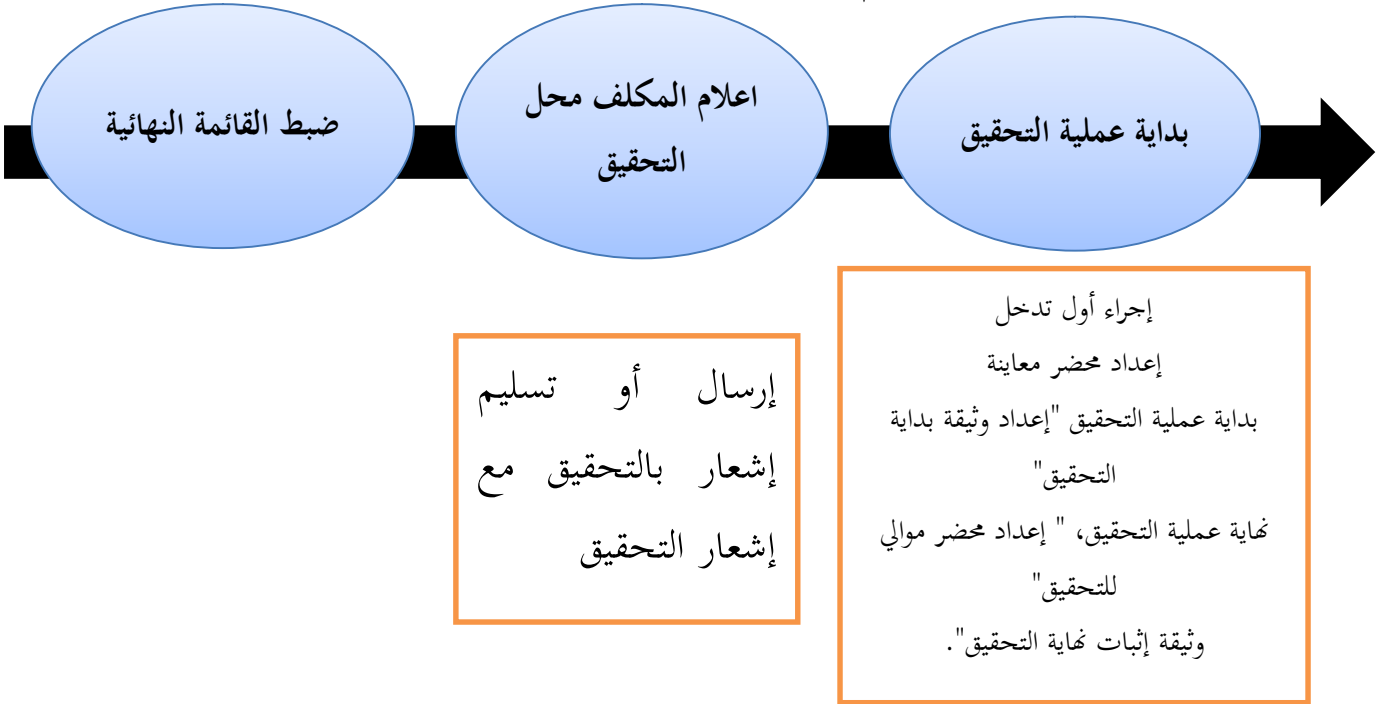 ضبط القائمة النهائية
اعلام المكلف محل
التحقيق
بداية عملية التحقيق
إرسال أو تسليم
إشعار بالتحقيق مع
إشعار التحقيق
إجراء أول تدخل
إعداد محضر معاينة
بداية عملية التحقيق "إعداد وثيقة بداية
التحقيق"
نهاية عملية التحقيق، " إعداد محضر موالي
للتحقيق"
وثيقة إثبات نهاية التحقيق".